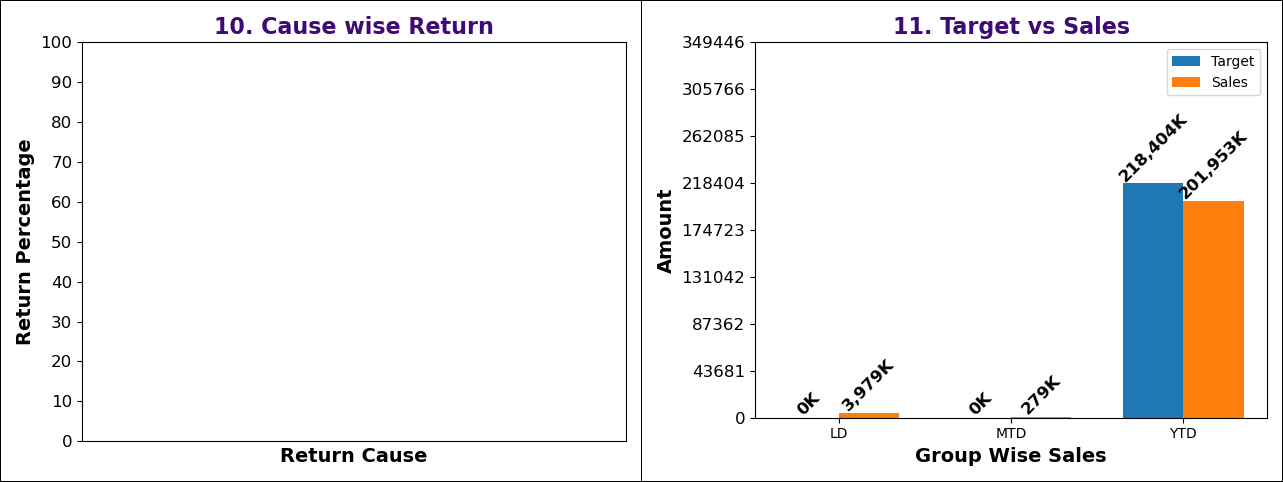 10. Cause wise Return
100
90
80
70
60
50
40
30
20
10
0
Return Percentage
Return Cause
11. Target vs Sales
349446
305766
262085
218404
174723
131042
87362
43681
0
Amount
Target
Sales
0K
3,979K
0K
279K
218,404K
201,953K
LD MTD YTD
Group Wise Sales